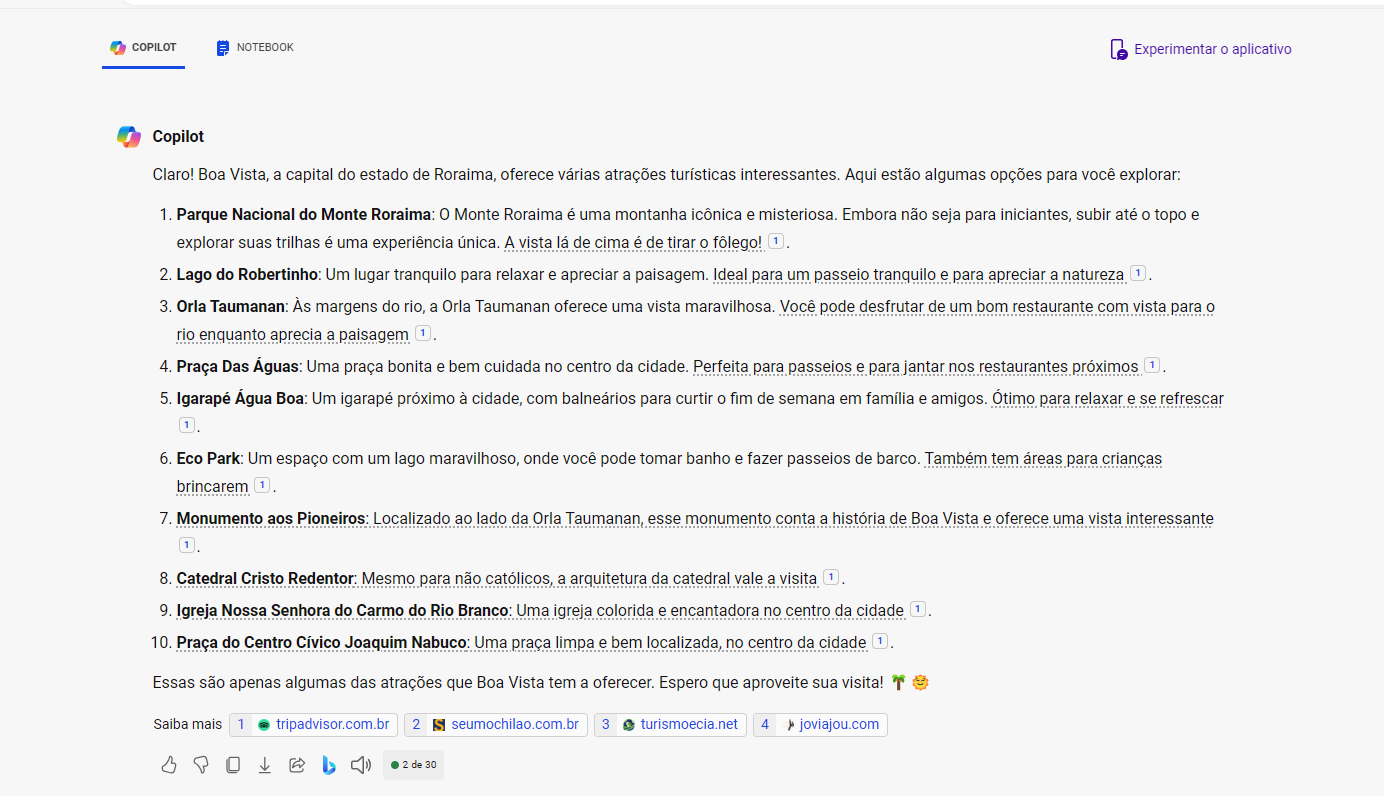 COPILOT
NOTEBOOK
Experimentar o aplicativo
Copilot
Claro! Boa Vista, a capital do estado de Roraima, oferece várias atrações turísticas interessantes. Aqui estão algumas opções para você explorar:
1. Parque Nacional do Monte Roraima: O Monte Roraima é uma montanha icônica e misteriosa. Embora não seja para iniciantes, subir até o topo e
explorar suas trilhas é uma experiência única. A vista lá de cima é de tirar o fôlego! 1 .
2. Lago do Robertinho: Um lugar tranquilo para relaxar e apreciar a paisagem. Ideal para um passeio tranquilo e para apreciar a natureza 1 .
3. Orla Taumanan: Às margens do rio, a Orla Taumanan oferece uma vista maravilhosa. Você pode desfrutar de um bom restaurante com vista para o
rio enquanto aprecia a paisagem 1 .
4. Praça Das Águas: Uma praça bonita e bem cuidada no centro da cidade. Perfeita para passeios e para jantar nos restaurantes próximos 1 .
5. Igarapé Água Boa: Um igarapé próximo à cidade, com balneários para curtir o fim de semana em família e amigos. Ótimo para relaxar e se refrescar
1 .
6. Eco Park: Um espaço com um lago maravilhoso, onde você pode tomar banho e fazer passeios de barco. Também tem áreas para crianças
brincarem 1 .
7. Monumento aos Pioneiros: Localizado ao lado da Orla Taumanan, esse monumento conta a história de Boa Vista e oferece uma vista interessante
1 .
8. Catedral Cristo Redentor: Mesmo para não católicos, a arquitetura da catedral vale a visita 1 .
9. Igreja Nossa Senhora do Carmo do Rio Branco: Uma igreja colorida e encantadora no centro da cidade 1 .
10. Praça do Centro Cívico Joaquim Nabuco: Uma praça limpa e bem localizada, no centro da cidade 1 .
Essas são apenas algumas das atrações que Boa Vista tem a oferecer. Espero que aproveite sua visita! 🌴🌞
Saiba mais 1 tripadvisor.com.br 2 seumochilao.com.br 3 turismoecia.net 4 joviajou.com
2 de 30